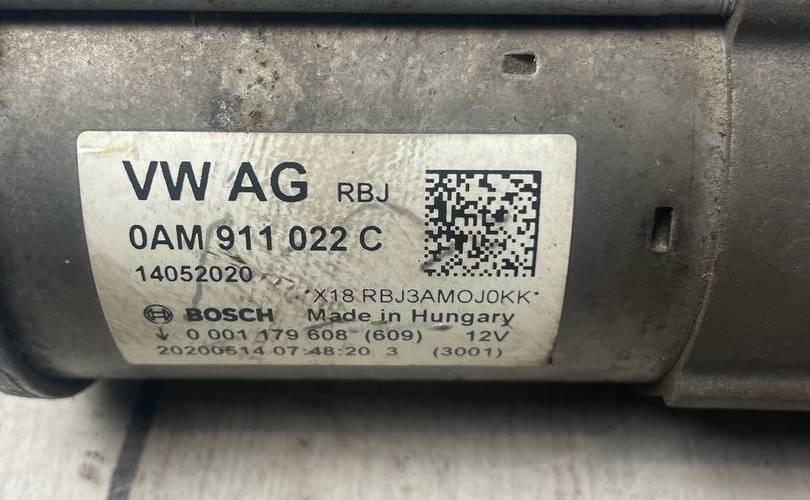 VW AG RBJ
0AM 911 022 C
14052020
*X18 RBJ3AMOJ0KK*
BOSCH Made in Hungary
↓ 0 001 179 608 (609) 12V
20200514 07:48:20 3 (3001)